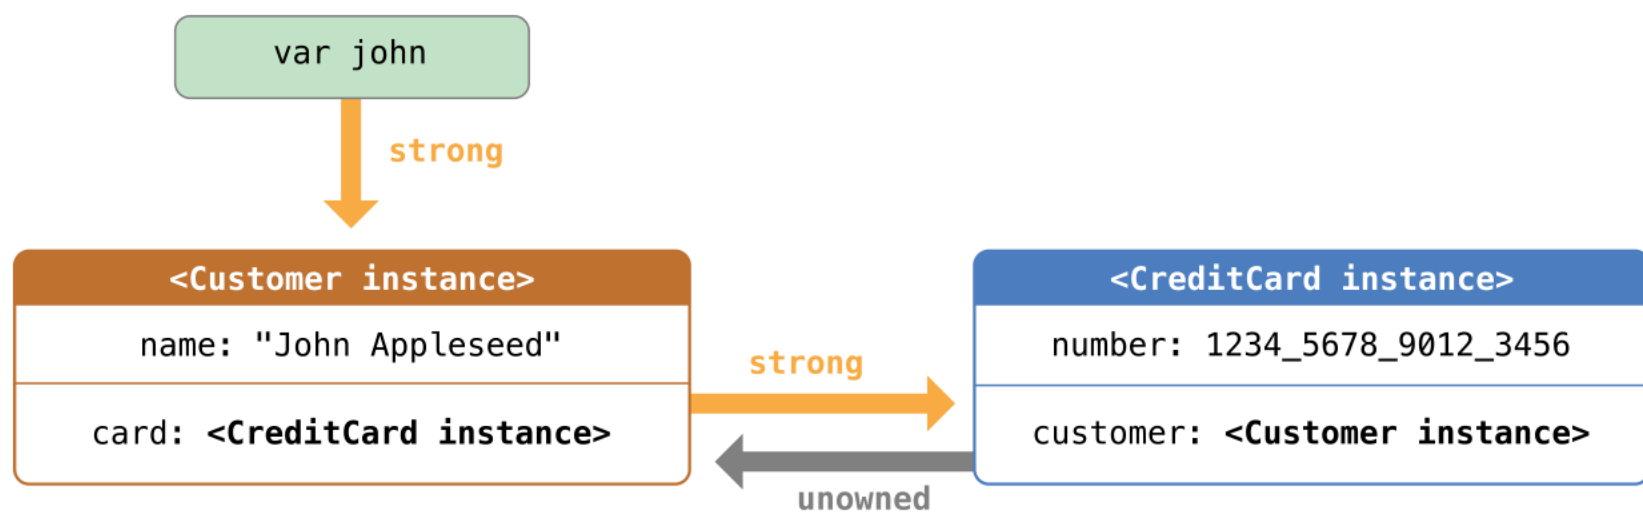 var john
strong
<Customer instance>
name: "John Appleseed"
card: <CreditCard instance>
strong
unowned
<CreditCard instance>
number: 1234_5678_9012_3456
customer: <Customer instance>